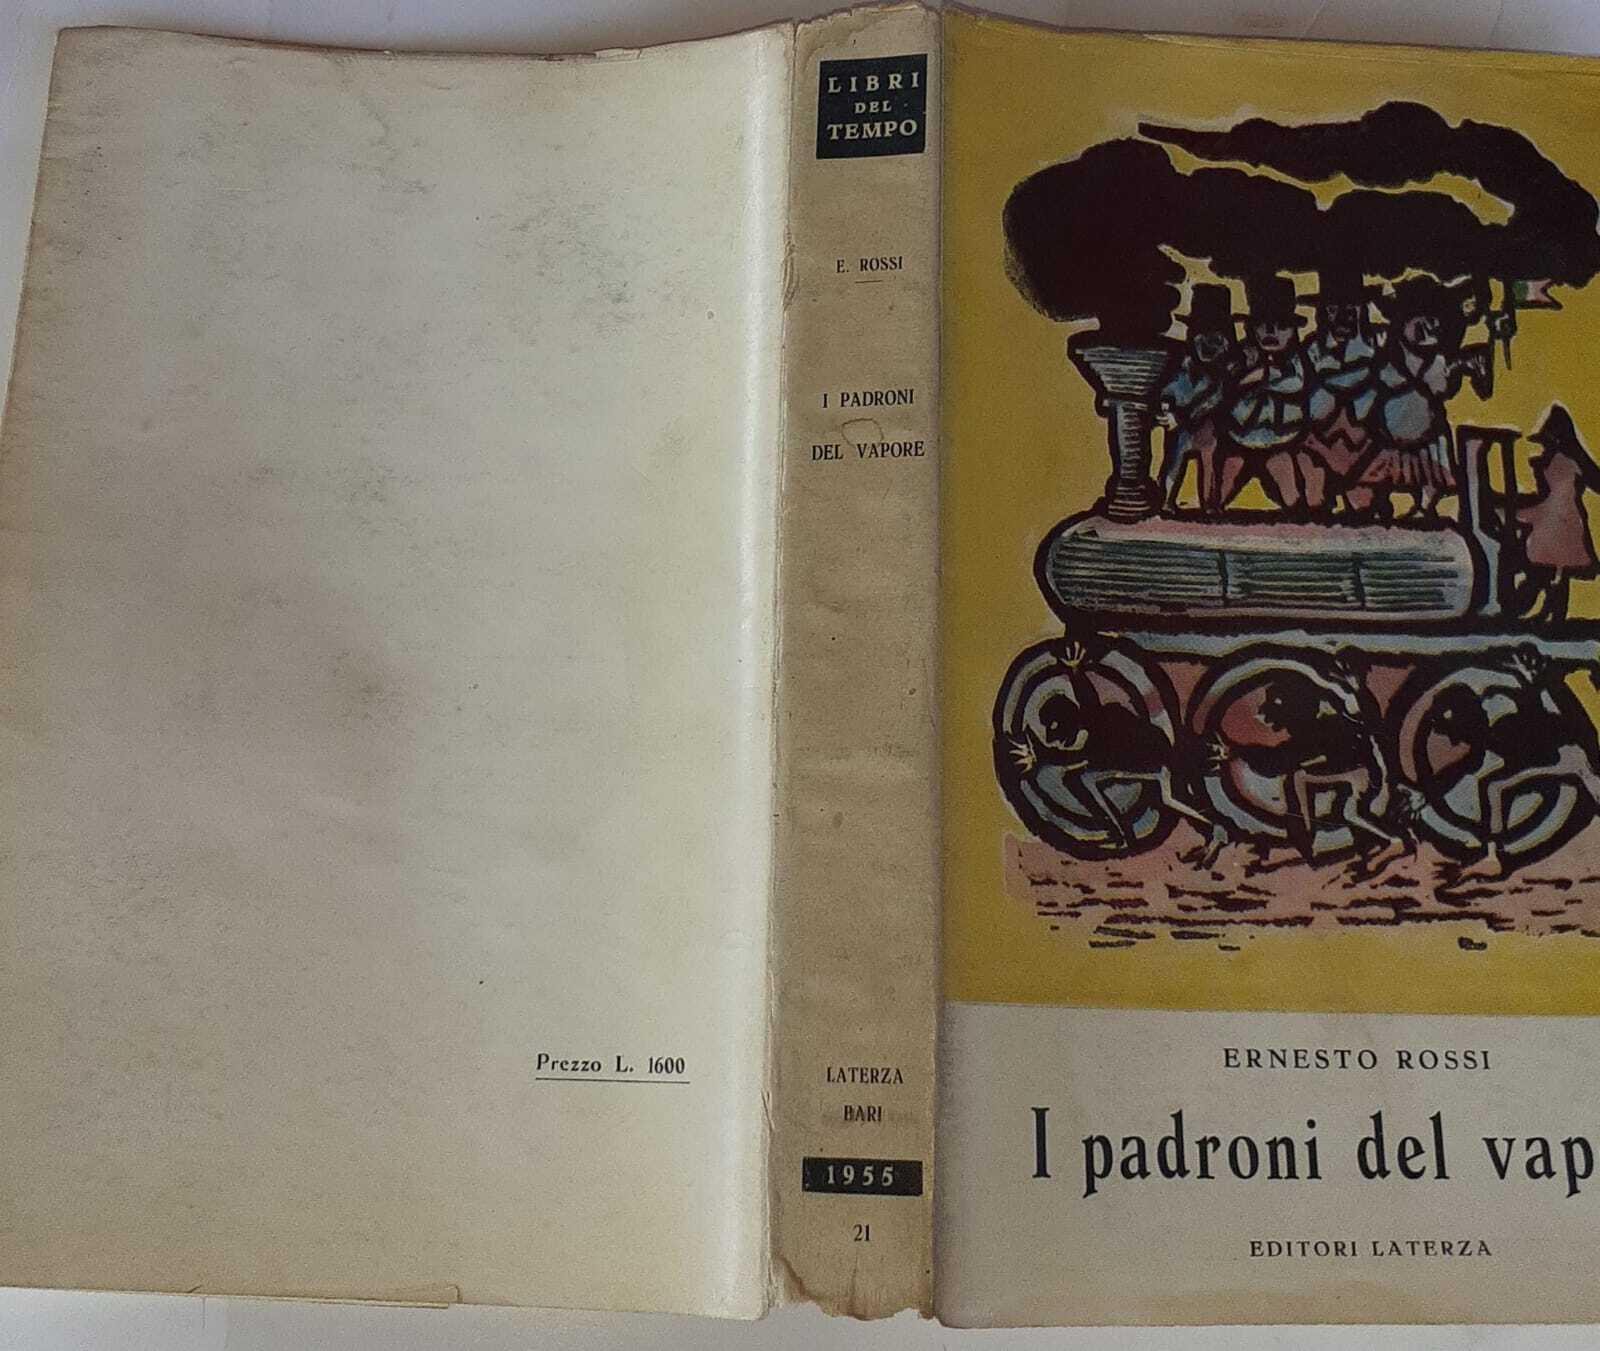 Prezzo L. 1600
LIBRI
DEL
TEMPO
E. ROSSI
I PADRONI
DEL VAPORE
LATERZA
BARI
1955
21
ERNESTO ROSSI
I padroni del vap
EDITORI LATERZA